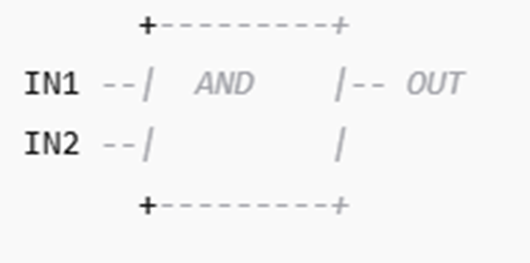 +---------+
IN1 --|  AND    |-- OUT
IN2 --|         |
+---------+